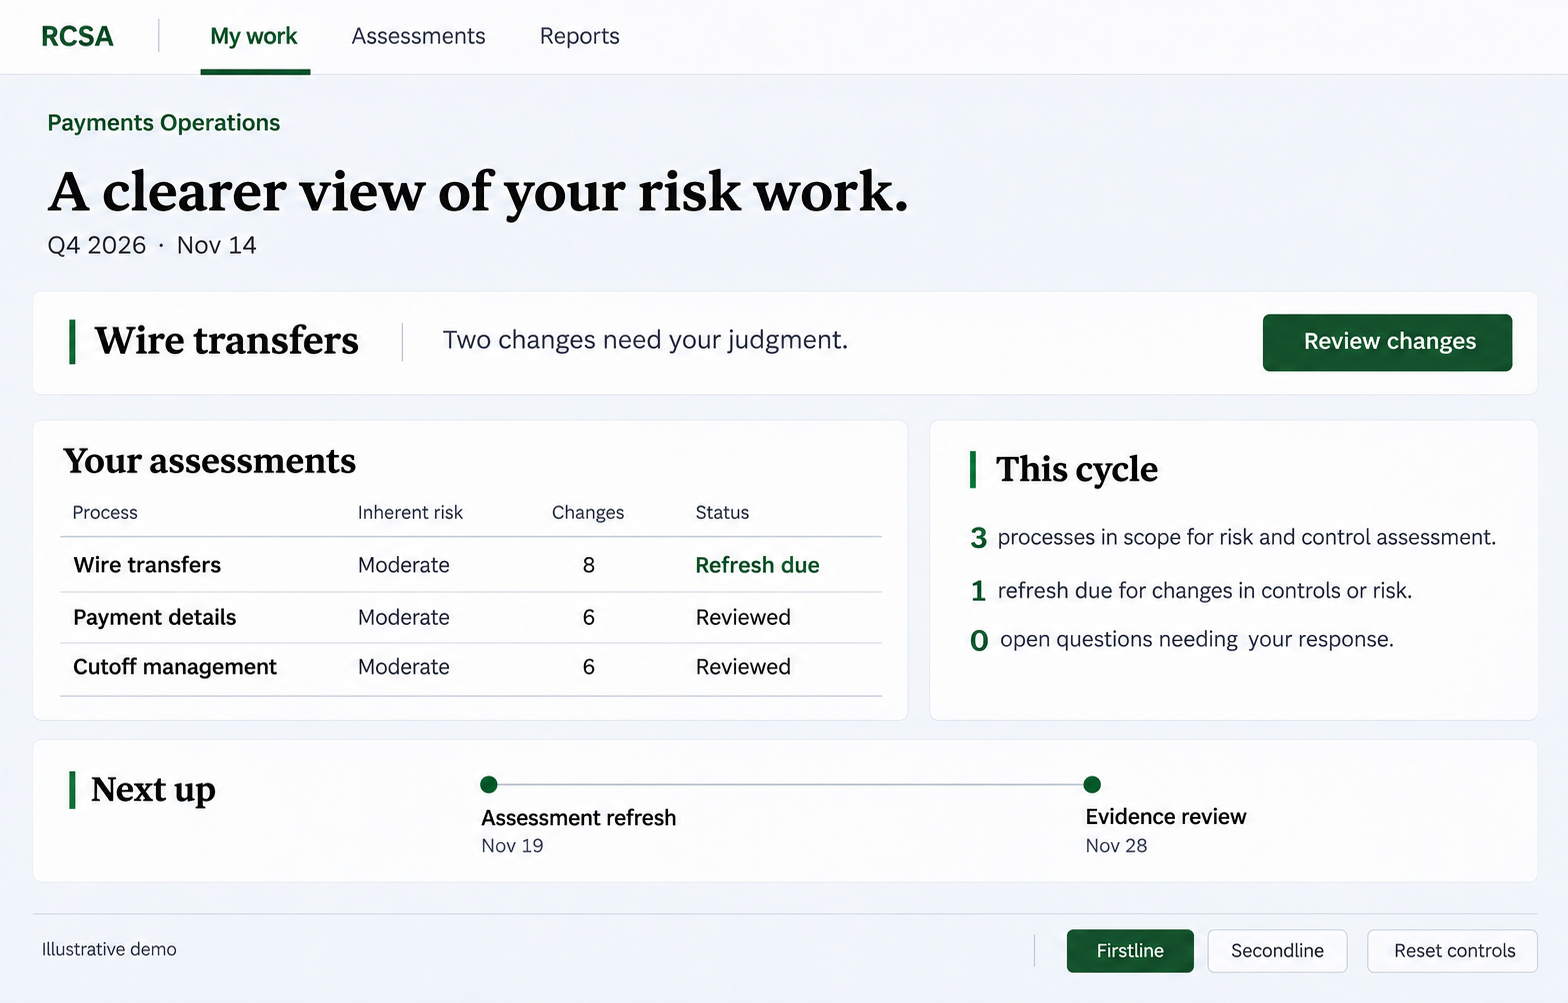 RCSA
My work
Assessments
Reports
Payments Operations
A clearer view of your risk work.
Q4 2026 · Nov 14
Wire transfers
Two changes need your judgment.
Review changes
Your assessments
Process Inherent risk Changes Status
Wire transfers Moderate 8 Refresh due
Payment details Moderate 6 Reviewed
Cutoff management Moderate 6 Reviewed
This cycle
3 processes in scope for risk and control assessment.
1 refresh due for changes in controls or risk.
0 open questions needing your response.
Next up
Assessment refresh
Nov 19
Evidence review
Nov 28
Illustrative demo
Firstline
Secondline
Reset controls